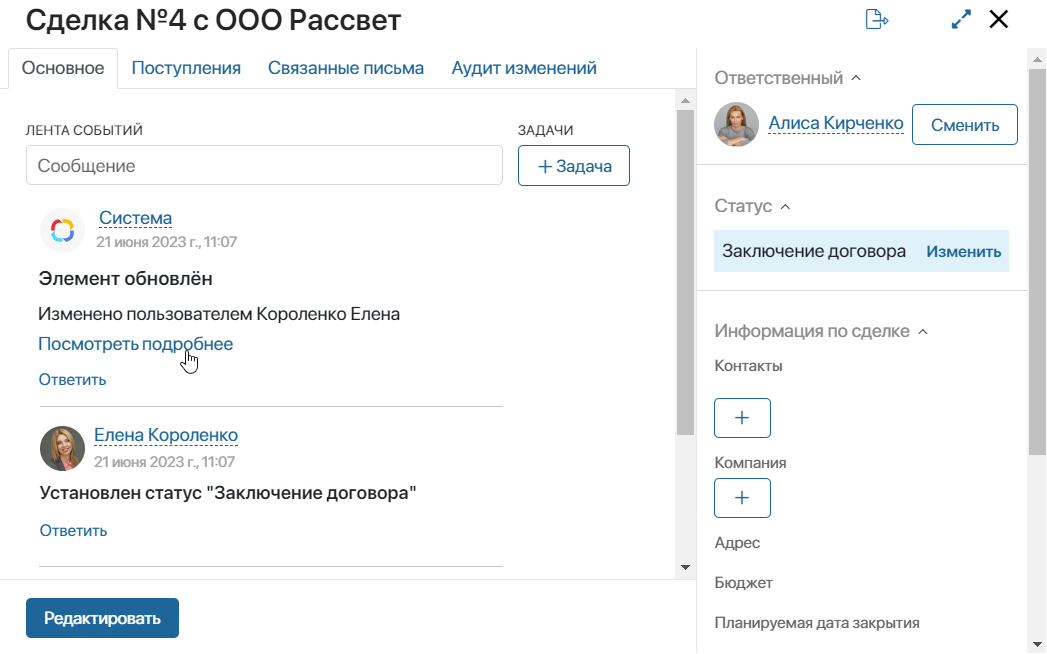 Сделка №4 с ООО Рассвет
Основное
Поступления
Связанные письма
Аудит изменений
ЛЕНТА СОБЫТИЙ
Сообщение
ЗАДАЧИ
+ Задача
Система
21 июня 2023 г., 11:07
Элемент обновлён
Изменено пользователем Короленко Елена
Посмотреть подробнее
Ответить
Елена Короленко
21 июня 2023 г., 11:07
Установлен статус "Заключение договора"
Ответить
Редактировать
Ответственный
Алиса Кирченко
Сменить
Статус
Заключение договора
Изменить
Информация по сделке
Контакты
+
Компания
+
Адрес
Бюджет
Планируемая дата закрытия